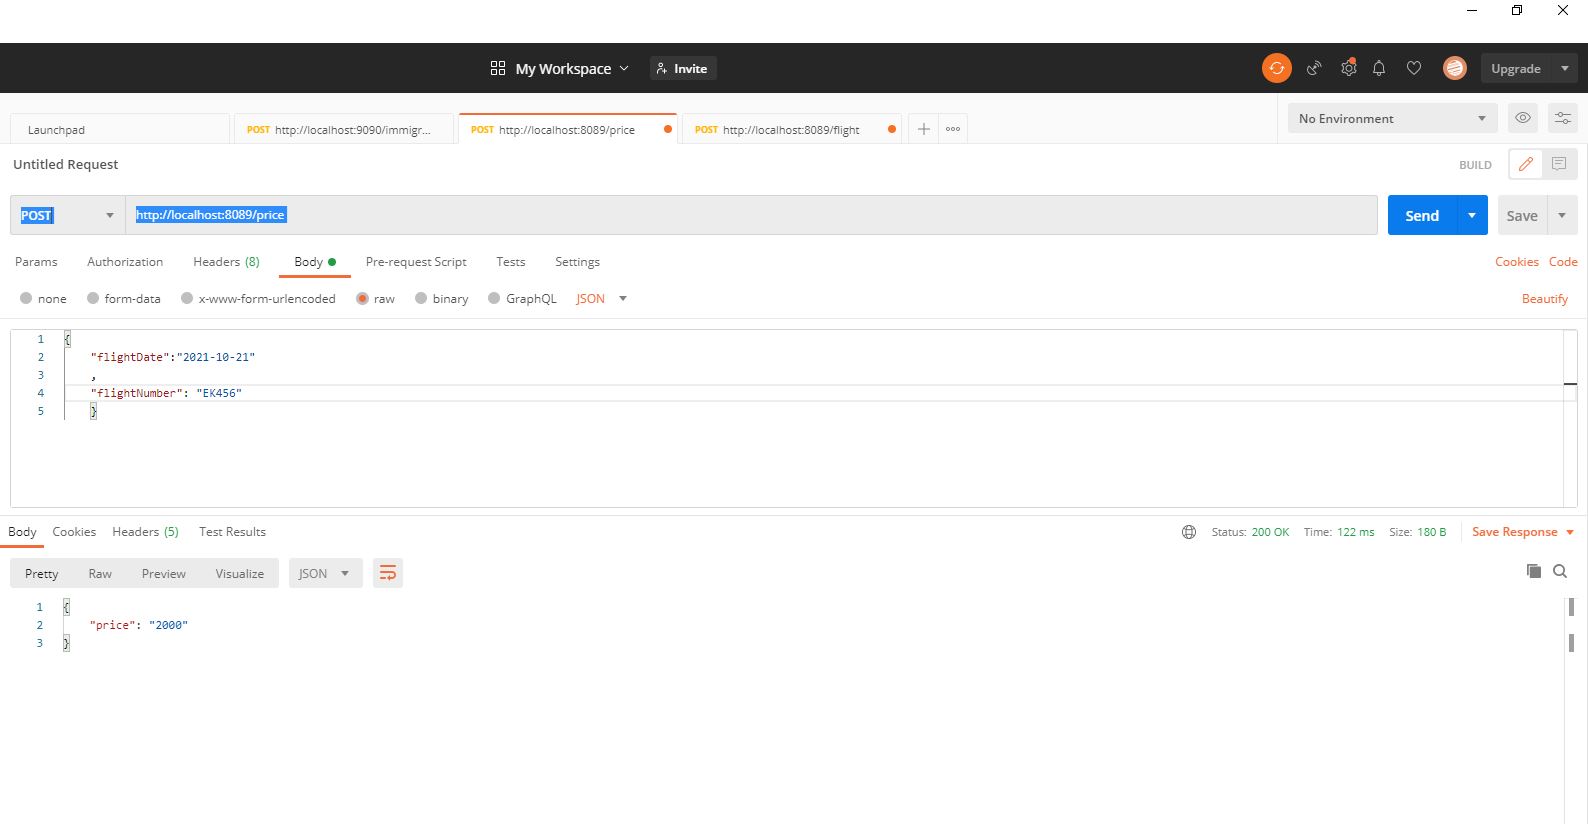 My Workspace Invite Upgrade
Launchpad POST http://localhost:9090/immigr... POST http://localhost:8089/price POST http://localhost:8089/flight No Environment
Untitled Request BUILD
POST http://localhost:8089/price Send Save
Params Authorization Headers (8) Body Pre-request Script Tests Settings Cookies Code
none form-data x-www-form-urlencoded raw binary GraphQL JSON Beautify
1 {
2 "flightDate":"2021-10-21"
3 ,
4 "flightNumber": "EK456"
5 }
Body Cookies Headers (5) Test Results Status: 200 OK Time: 122 ms Size: 180 B Save Response
Pretty Raw Preview Visualize JSON
1 {
2 "price": "2000"
3 }